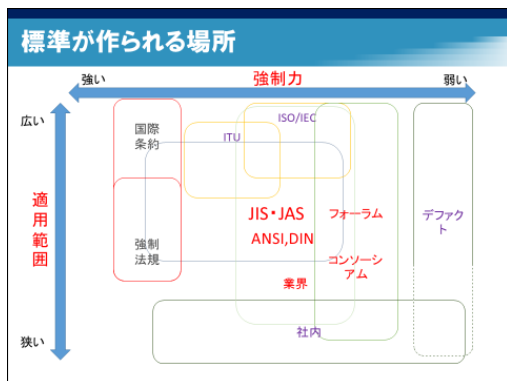 標準が作られる場所
強い
強制力
弱い
広い
適用範囲
狭い
国際
条約
強制
法規
ITU
ISO/IEC
JIS・JAS
ANSI,DIN
業界
フォーラム
コンソーシ
アム
デファク
ト
社内